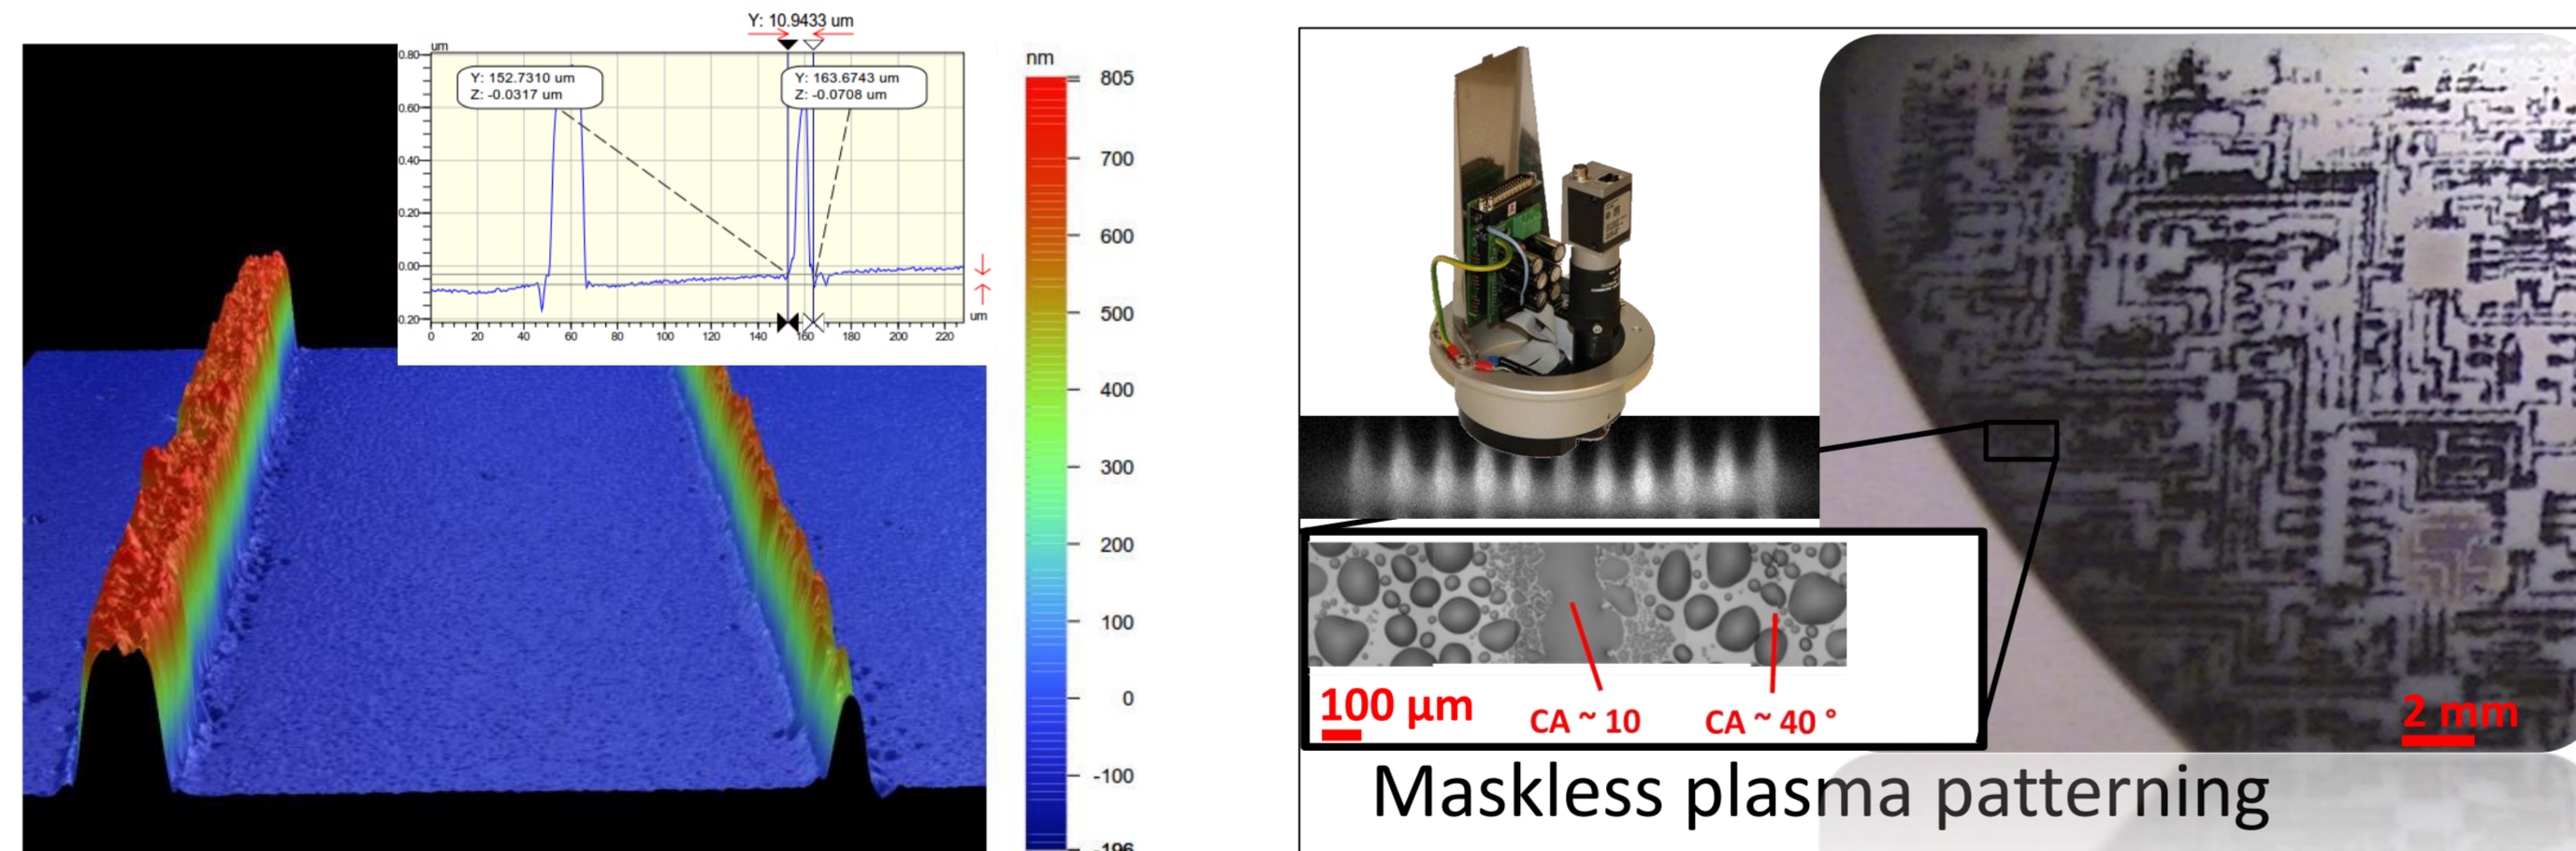 Y: 10.9433 um
um
Y: 152.7310 um
Z: -0.0317 um
Y: 163.6743 um
Z: -0.0708 um
0.80
0.60
0.40
0.20
0.00
0.20
um
0 20 40 60 80 100 120 140 160 180 200 220
nm
805
700
600
500
400
300
200
100
0
-100
-196
100 µm
CA ~ 10
CA ~ 40 °
2 mm
Maskless plasma patterning